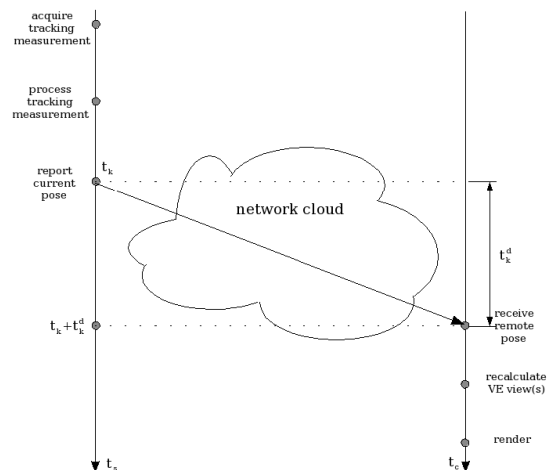 acquire
tracking
measurement
process
tracking
measurement
t_k
report
current
pose
network cloud
t_k^d
t_k+t_k^d
receive
remote
pose
recalculate
VE view(s)
render
t_s
t_c